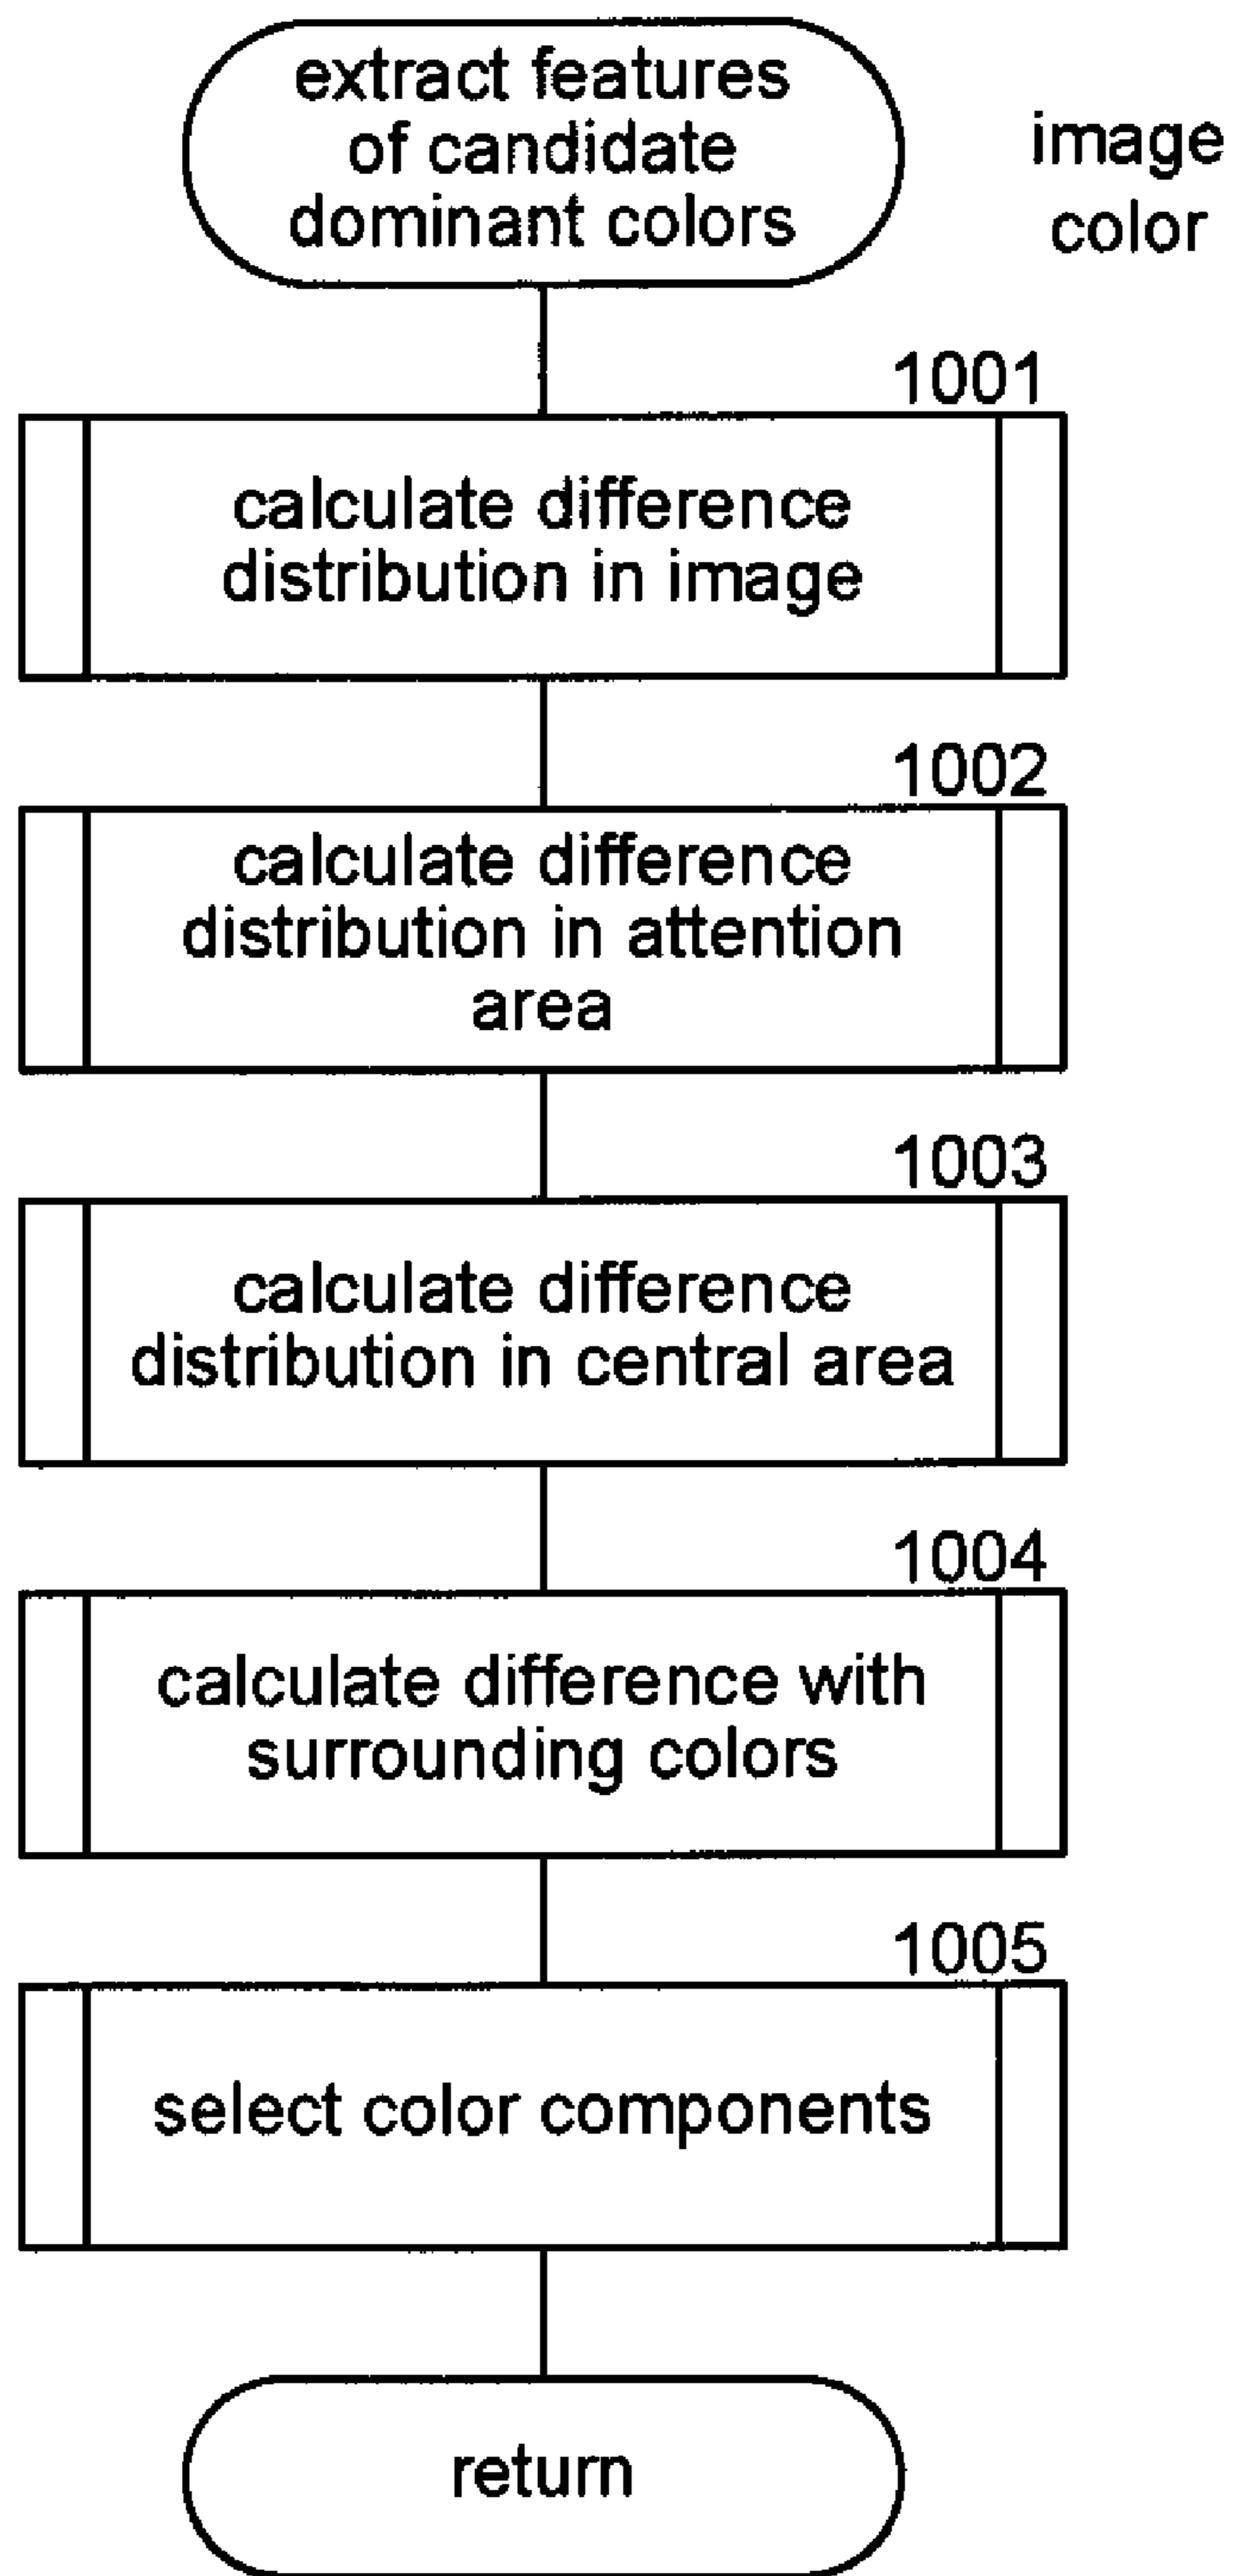 extract features
of candidate
dominant colors
image
color
1001
calculate difference
distribution in image
1002
calculate difference
distribution in attention
area
1003
calculate difference
distribution in central area
1004
calculate difference with
surrounding colors
1005
select color components
return